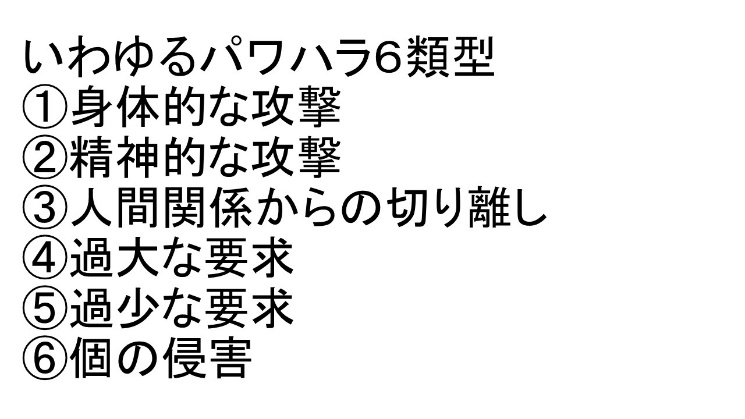 いわゆるパワハラ６類型
①身体的な攻撃
②精神的な攻撃
③人間関係からの切り離し
④過大な要求
⑤過少な要求
⑥個の侵害